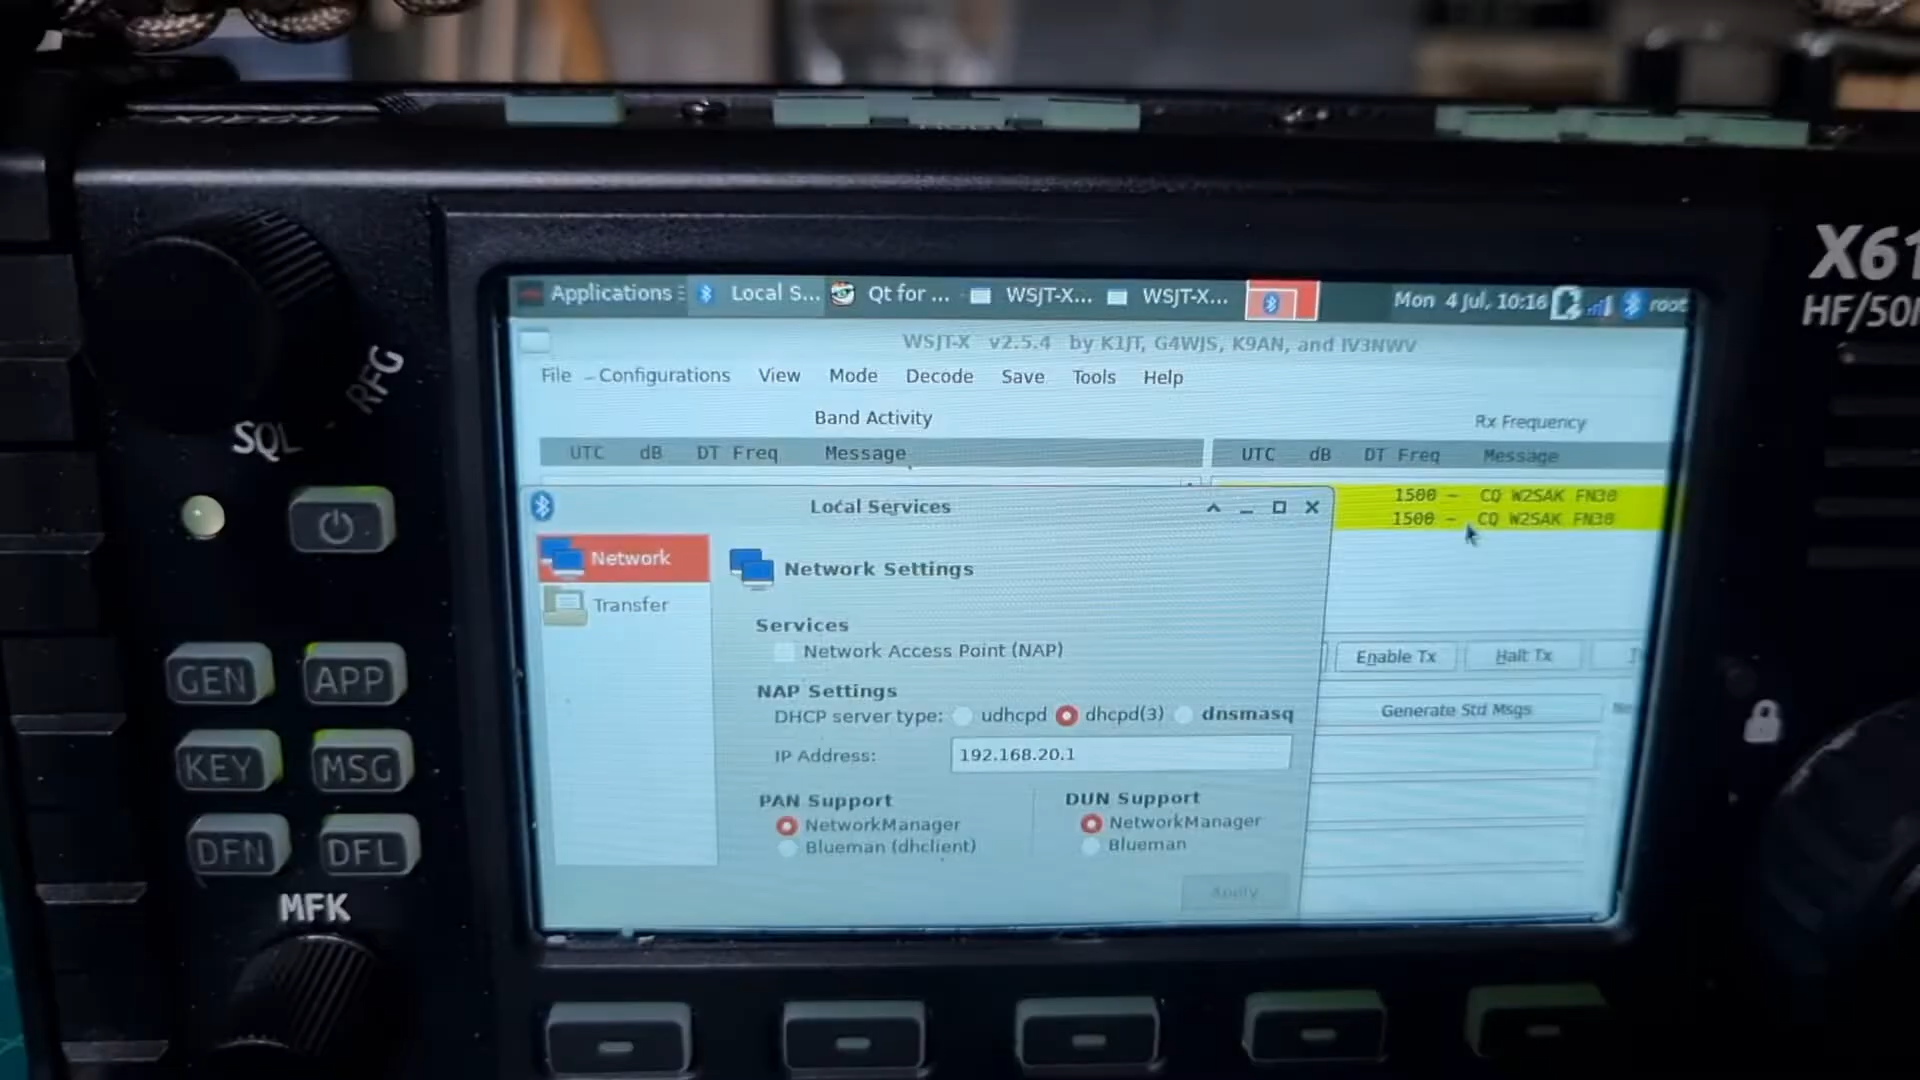 X61
HF/50M
RFG
SQL
GEN
APP
KEY
MSG
DFN
DFL
MFK
Applications
Local S...
Qt for ...
WSJT-X...
WSJT-X...
Mon 4 Jul, 10:16
root
WSJT-X v2.5.4 by K1JT, G4WJS, K9AN, and IV3NWV
File Configurations View Mode Decode Save Tools Help
Band Activity
Rx Frequency
UTC dB DT Freq Message
UTC dB DT Freq Message
1500 ~ CQ W2SAK FN30
1500 ~ CQ W2SAK FN30
Enable Tx
Halt Tx
Generate Std Msgs
Local Services
Network
Transfer
Network Settings
Services
Network Access Point (NAP)
NAP Settings
DHCP server type: udhcpd dhcpd(3) dnsmasq
IP Address: 192.168.20.1
PAN Support
NetworkManager
Blueman (dhclient)
DUN Support
NetworkManager
Blueman
Apply